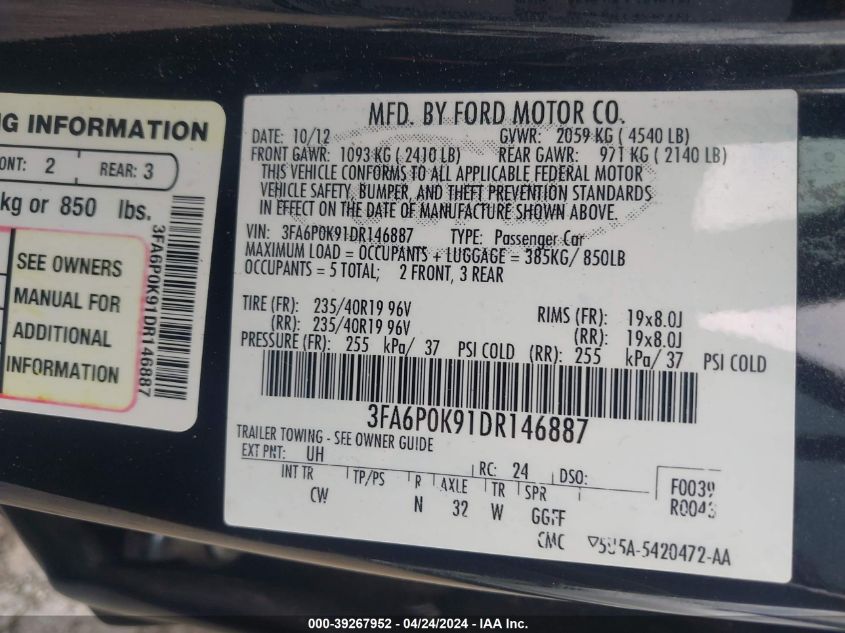 NG INFORMATION
ONT: 2 REAR: 3
kg or 850 lbs.
SEE OWNERS
MANUAL FOR
ADDITIONAL
INFORMATION
3FA6P0K91DR146887
MFD. BY FORD MOTOR CO.
DATE: 10/12 GVWR: 2059 KG ( 4540 LB)
FRONT GAWR: 1093 KG ( 2410 LB) REAR GAWR: 971 KG ( 2140 LB)
THIS VEHICLE CONFORMS TO ALL APPLICABLE FEDERAL MOTOR
VEHICLE SAFETY, BUMPER, AND THEFT PREVENTION STANDARDS
IN EFFECT ON THE DATE OF MANUFACTURE SHOWN ABOVE.
VIN: 3FA6P0K91DR146887 TYPE: Passenger Car
MAXIMUM LOAD = OCCUPANTS + LUGGAGE = 385KG/ 850LB
OCCUPANTS = 5 TOTAL; 2 FRONT, 3 REAR
TIRE (FR): 235/40R19 96V RIMS (FR): 19x8.0J
(RR): 235/40R19 96V (RR): 19x8.0J
PRESSURE (FR): 255 kPa/ 37 PSI COLD (RR): 255 kPa/ 37 PSI COLD
3FA6P0K91DR146887
TRAILER TOWING - SEE OWNER GUIDE
EXT PNT: UH RC: 24 DSO: F0039
INT TR TP/PS R AXLE TR SPR R0043
CW N 32 W GGFF
CMC 5U5A-5420472-AA
000-39267952 - 04/24/2024 - IAA Inc.